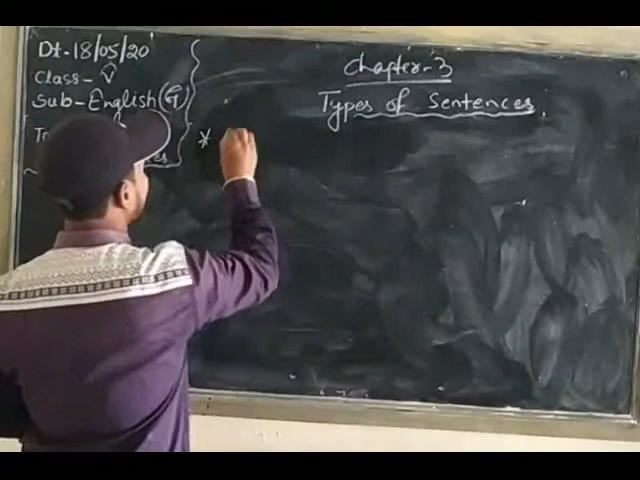 Dt-18/05/20
Class-V
Sub-English(G)
Chapter-3
Types of Sentences.
*